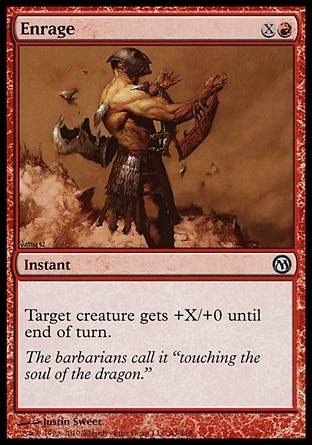 Enrage
X
Instant
Target creature gets +X/+0 until
end of turn.
The barbarians call it “touching the
soul of the dragon.”
Justin Sweet